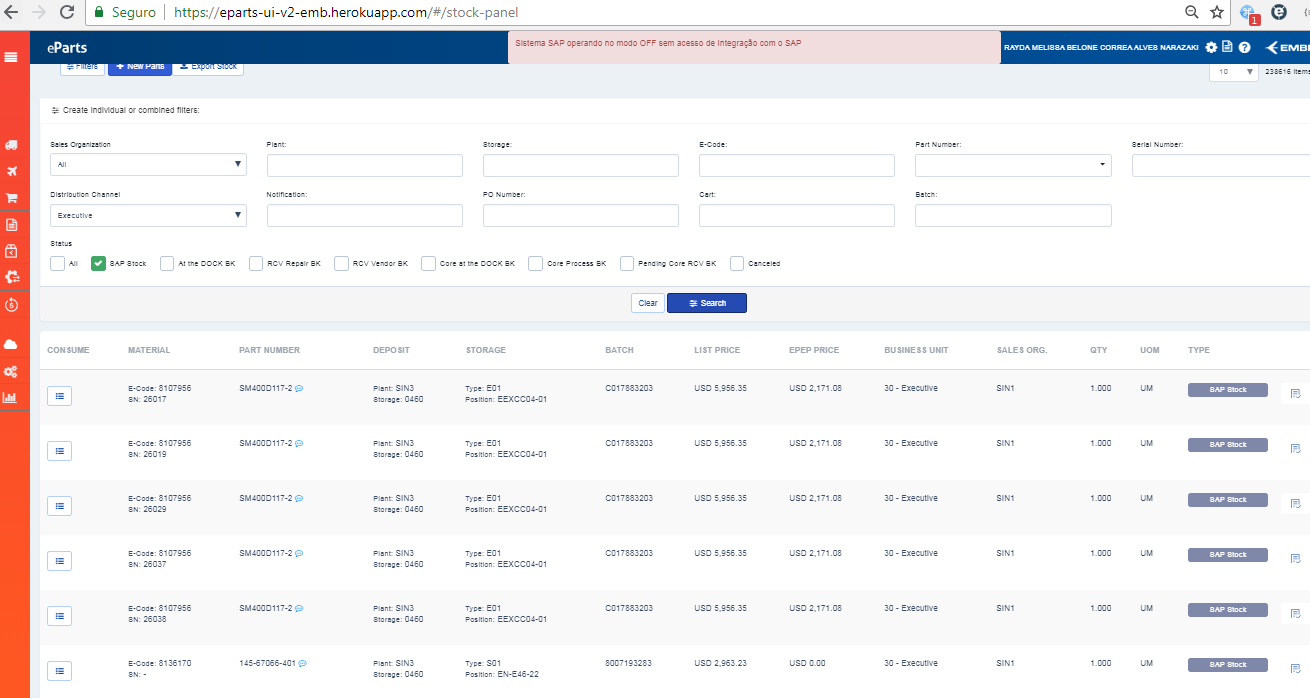 Seguro https://eparts-ui-v2-emb.herokuapp.com/#/stock-panel 1
eParts Sistema SAP operando no modo OFF sem acesso de integração com o SAP RAYDA MELISSA BELONE CORREA ALVES NARAZAKI
Filters New Parts Export Stock 10 238616 items
Create individual or combined filters:
Sales Organization Plant: Storage: E-Code: Part Number: Serial Number:
All
Distribution Channel Notification: PO Number: Cart: Batch:
Executive
Status
All SAP Stock At the DOCK BK RCV Repair BK RCV Vendor BK Core at the DOCK BK Core Process BK Pending Core RCV BK Canceled
Clear Search
CONSUME MATERIAL PART NUMBER DEPOSIT STORAGE BATCH LIST PRICE EPEP PRICE BUSINESS UNIT SALES ORG. QTY UOM TYPE
E-Code: 8107956 SM400D117-2 Plant: SIN3 Type: E01 C017883203 USD 5,956.35 USD 2,171.08 30 - Executive SIN1 1.000 UM SAP Stock
SN: 26017 Storage: 0460 Position: EEXCC04-01
E-Code: 8107956 SM400D117-2 Plant: SIN3 Type: E01 C017883203 USD 5,956.35 USD 2,171.08 30 - Executive SIN1 1.000 UM SAP Stock
SN: 26019 Storage: 0460 Position: EEXCC04-01
E-Code: 8107956 SM400D117-2 Plant: SIN3 Type: E01 C017883203 USD 5,956.35 USD 2,171.08 30 - Executive SIN1 1.000 UM SAP Stock
SN: 26029 Storage: 0460 Position: EEXCC04-01
E-Code: 8107956 SM400D117-2 Plant: SIN3 Type: E01 C017883203 USD 5,956.35 USD 2,171.08 30 - Executive SIN1 1.000 UM SAP Stock
SN: 26037 Storage: 0460 Position: EEXCC04-01
E-Code: 8107956 SM400D117-2 Plant: SIN3 Type: E01 C017883203 USD 5,956.35 USD 2,171.08 30 - Executive SIN1 1.000 UM SAP Stock
SN: 26038 Storage: 0460 Position: EEXCC04-01
E-Code: 8136170 145-67066-401 Plant: SIN3 Type: S01 8007193283 USD 2,963.23 USD 0.00 30 - Executive SIN1 1.000 UM SAP Stock
SN: - Storage: 0460 Position: EN-E46-22